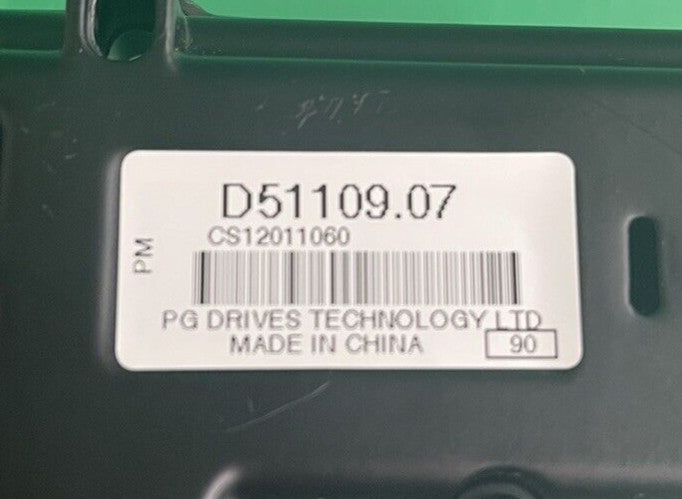 D51109.07
CS12011060
PM
PG DRIVES TECHNOLOGY LTD
MADE IN CHINA
90